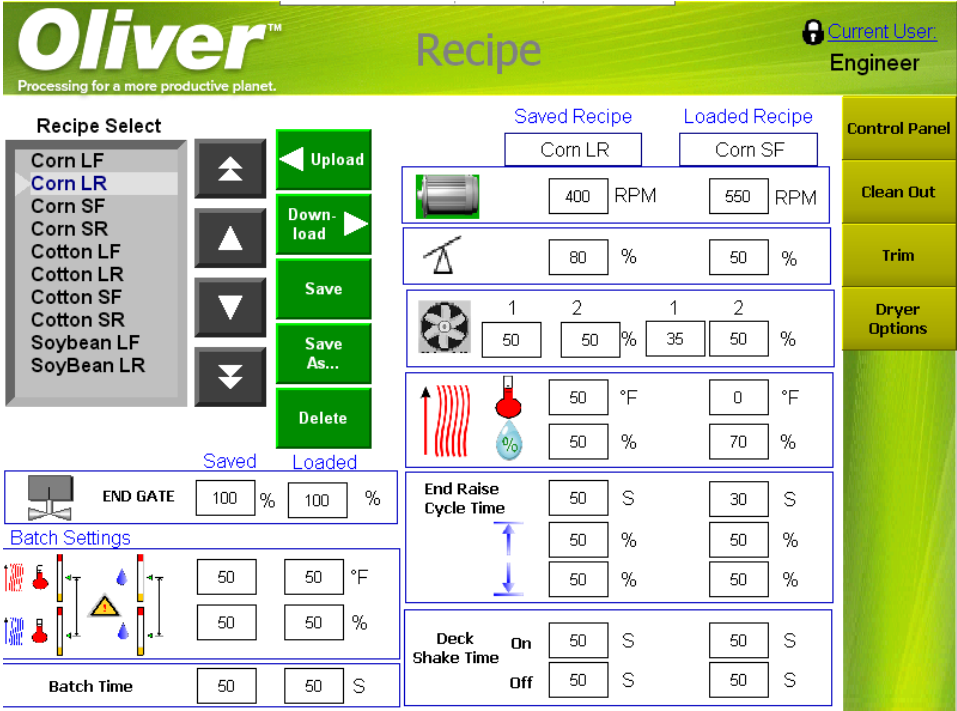 Oliver™
Processing for a more productive planet.
Recipe
Current User:
Engineer
Recipe Select
Corn LF
Corn LR
Corn SF
Corn SR
Cotton LF
Cotton LR
Cotton SF
Cotton SR
Soybean LF
SoyBean LR
Upload
Down-
load
Save
Save
As...
Delete
Saved Recipe Loaded Recipe
Corn LR Corn SF
400 RPM 550 RPM
80 % 50 %
1 2 1 2
50 50 % 35 50 %
50 °F 0 °F
% 50 % 70 %
End Raise
Cycle Time
50 S 30 S
50 % 50 %
50 % 50 %
Deck
Shake Time
On 50 S 50 S
Off 50 S 50 S
Saved Loaded
END GATE 100 % 100 %
Batch Settings
50 50 °F
50 50 %
Batch Time 50 50 S
Control Panel
Clean Out
Trim
Dryer
Options